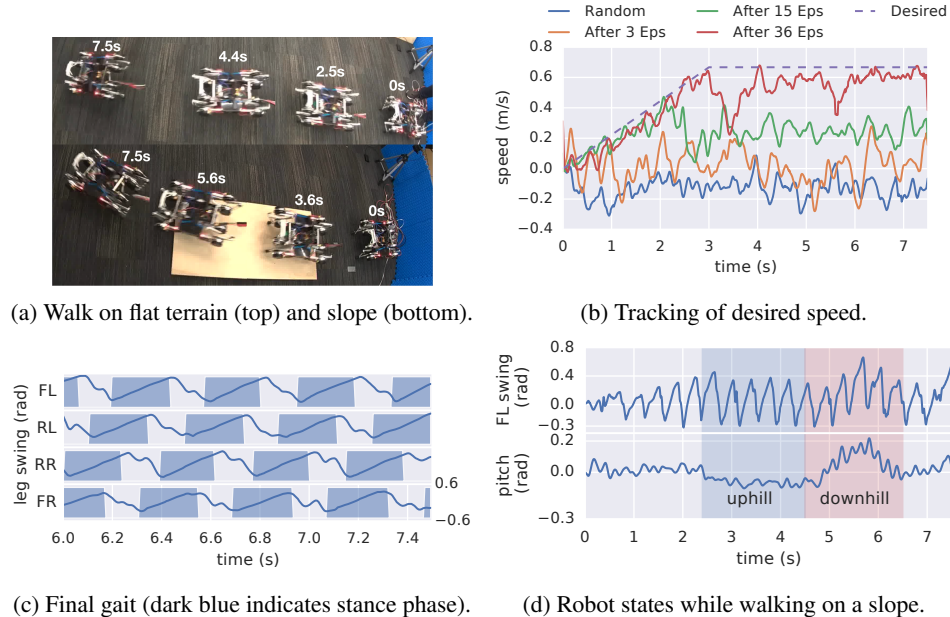 7.5s
4.4s
2.5s
0s
7.5s
5.6s
3.6s
0s
(a) Walk on flat terrain (top) and slope (bottom).
Random After 15 Eps Desired
After 3 Eps After 36 Eps
speed (m/s)
0.8
0.6
0.4
0.2
0.0
−0.2
−0.4
0 1 2 3 4 5 6 7
time (s)
(b) Tracking of desired speed.
leg swing (rad)
FL
RL
RR
FR
0.6
−0.6
6.0 6.2 6.4 6.6 6.8 7.0 7.2 7.4
time (s)
(c) Final gait (dark blue indicates stance phase).
FL swing
(rad)
0.8
0.4
0.0
−0.3
pitch
(rad)
0.2
0.0
−0.3
uphill downhill
0 1 2 3 4 5 6 7
time (s)
(d) Robot states while walking on a slope.